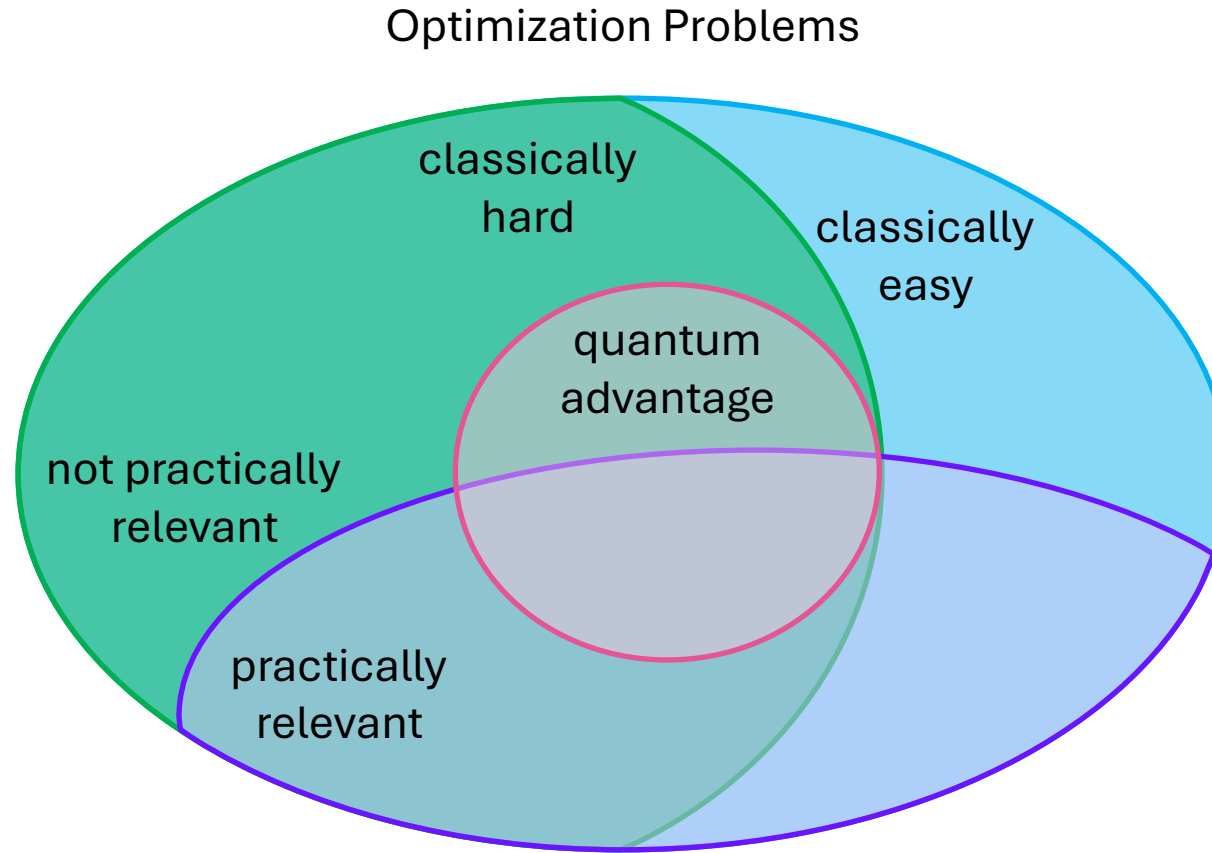 Optimization Problems
classically
hard
classically
easy
quantum
advantage
not practically
relevant
practically
relevant